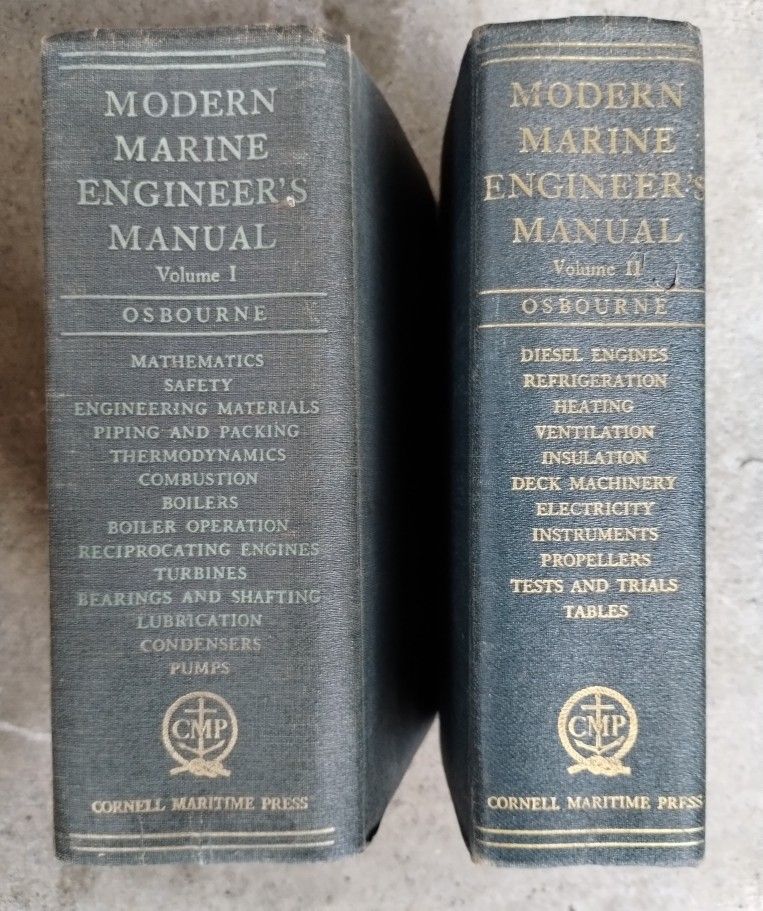 MODERN
MARINE
ENGINEER'S
MANUAL
Volume I
OSBOURNE
MATHEMATICS
SAFETY
ENGINEERING MATERIALS
PIPING AND PACKING
THERMODYNAMICS
COMBUSTION
BOILERS
BOILER OPERATION
RECIPROCATING ENGINES
TURBINES
BEARINGS AND SHAFTING
LUBRICATION
CONDENSERS
PUMPS
CMP
CORNELL MARITIME PRESS
MODERN
MARINE
ENGINEER'S
MANUAL
Volume II
OSBOURNE
DIESEL ENGINES
REFRIGERATION
HEATING
VENTILATION
INSULATION
DECK MACHINERY
ELECTRICITY
INSTRUMENTS
PROPELLERS
TESTS AND TRIALS
TABLES
CMP
CORNELL MARITIME PRESS